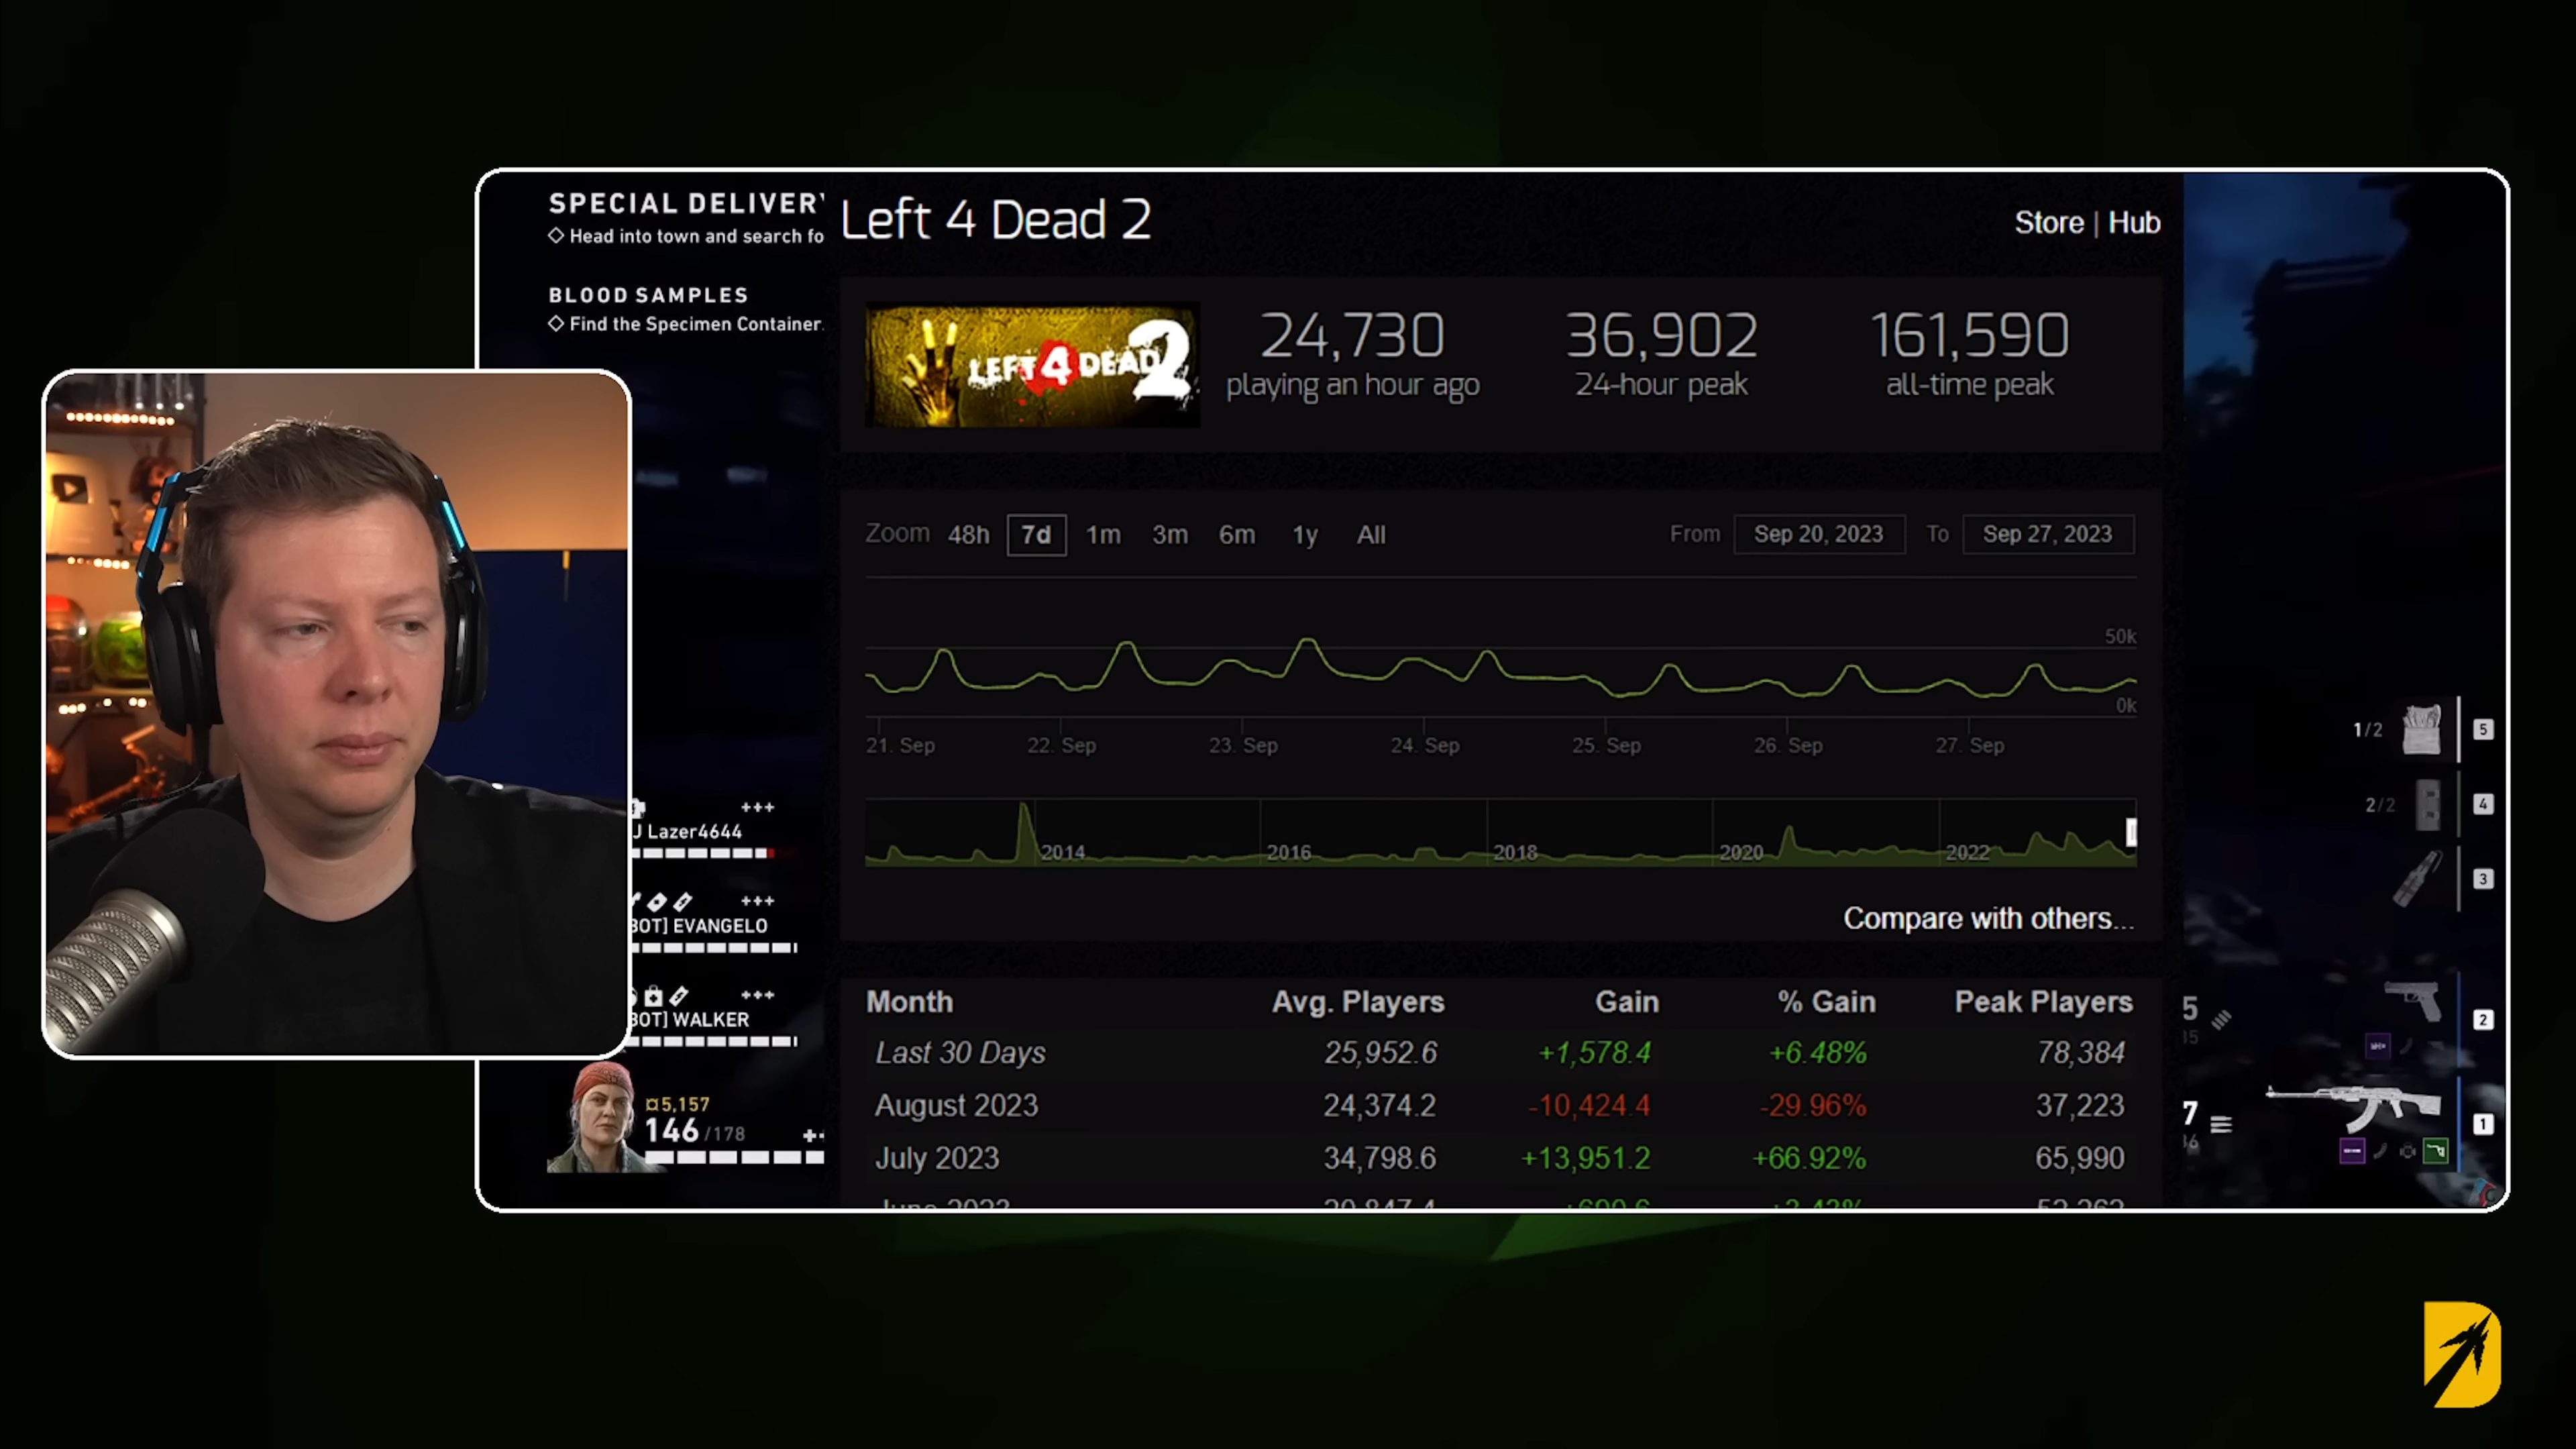 SPECIAL DELIVERY
Head into town and search fo
BLOOD SAMPLES
Find the Specimen Container
Left 4 Dead 2
Store | Hub
LEFT 4 DEAD 2
24,730
playing an hour ago
36,902
24-hour peak
161,590
all-time peak
Zoom 48h 7d 1m 3m 6m 1y All
From Sep 20, 2023 To Sep 27, 2023
50k
0k
21. Sep 22. Sep 23. Sep 24. Sep 25. Sep 26. Sep 27. Sep
2014 2016 2018 2020 2022
Compare with others...
Month Avg. Players Gain % Gain Peak Players
Last 30 Days 25,952.6 +1,578.4 +6.48% 78,384
August 2023 24,374.2 -10,424.4 -29.96% 37,223
July 2023 34,798.6 +13,951.2 +66.92% 65,990
+++
J Lazer4644
+++
BOT] EVANGELO
+++
BOT] WALKER
5,157
146/178
1/2 5
2/2 4
3
5
2
7
1